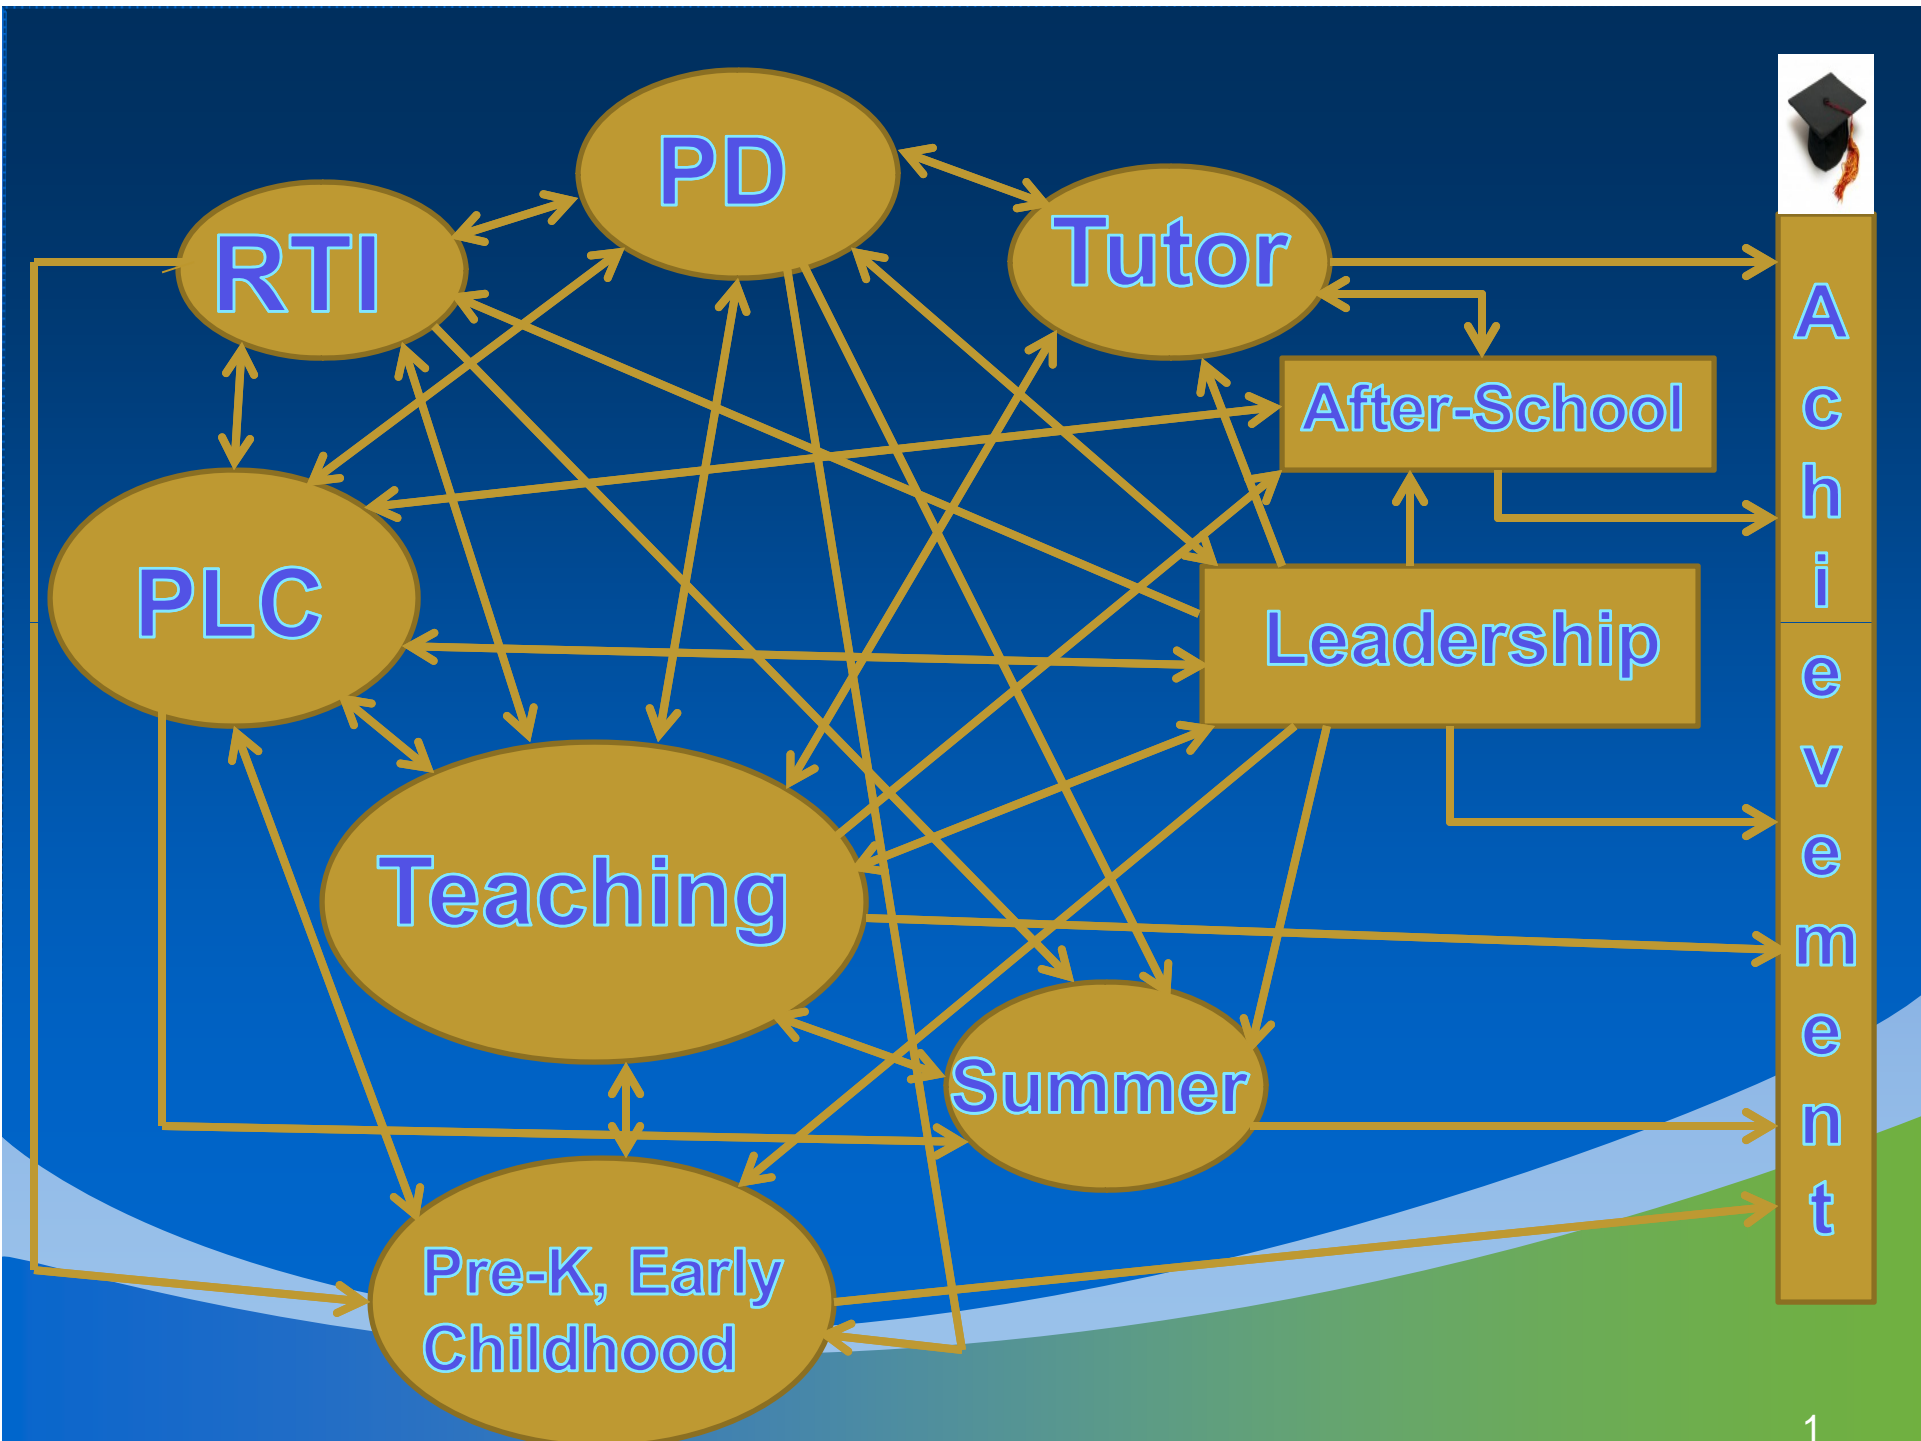 PD
RTI
Tutor
After-School
PLC
Leadership
Teaching
Summer
Pre-K, Early
Childhood
Achievement
1